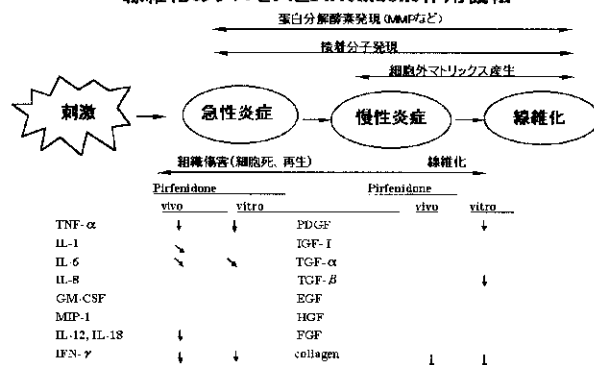 蛋白分解酵素発現(MMPなど)
接着分子発現
細胞外マトリックス産生
刺激 急性炎症 慢性炎症 線維化
組織傷害(細胞死、再生) 線維化
Pirfenidone Pirfenidone
vivo vitro vivo vitro
TNF-α ↓ ↓ PDGF ↓
IL-1 ↘ IGF-I
IL-6 ↘ ↘ TGF-α
IL-8 TGF-β ↓
GM-CSF EGF
MIP-1 HGF
IL-12, IL-18 ↓ FGF
IFN-γ ↓ ↓ collagen ↓ ↓